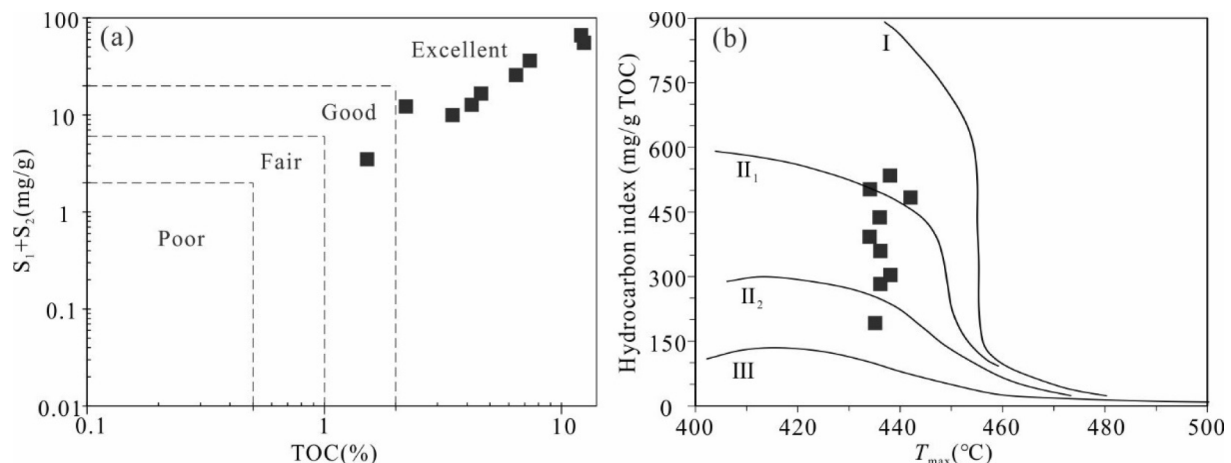 (a)
Excellent
Good
Fair
Poor
100
10
1
0.1
0.01
S₁+S₂(mg/g)
0.1
1
10
TOC(%)
(b)
I
II₁
II₂
III
900
750
600
450
300
150
0
Hydrocarbon index (mg/g TOC)
400
420
440
460
480
500
Tmax(°C)